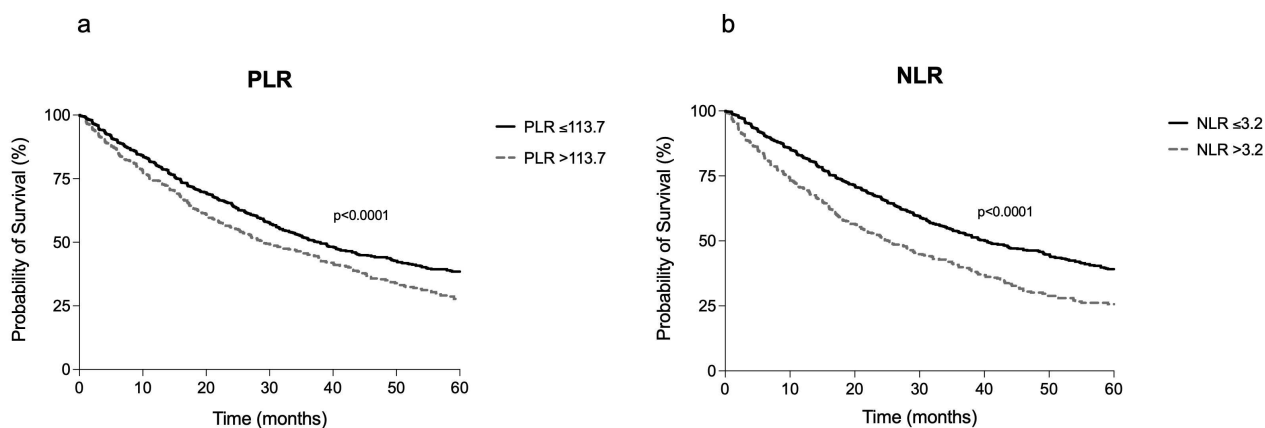 a
PLR
Probability of Survival (%)
100
75
50
25
0
0 10 20 30 40 50 60
Time (months)
PLR ≤113.7
PLR >113.7
p<0.0001
b
NLR
Probability of Survival (%)
100
75
50
25
0
0 10 20 30 40 50 60
Time (months)
NLR ≤3.2
NLR >3.2
p<0.0001